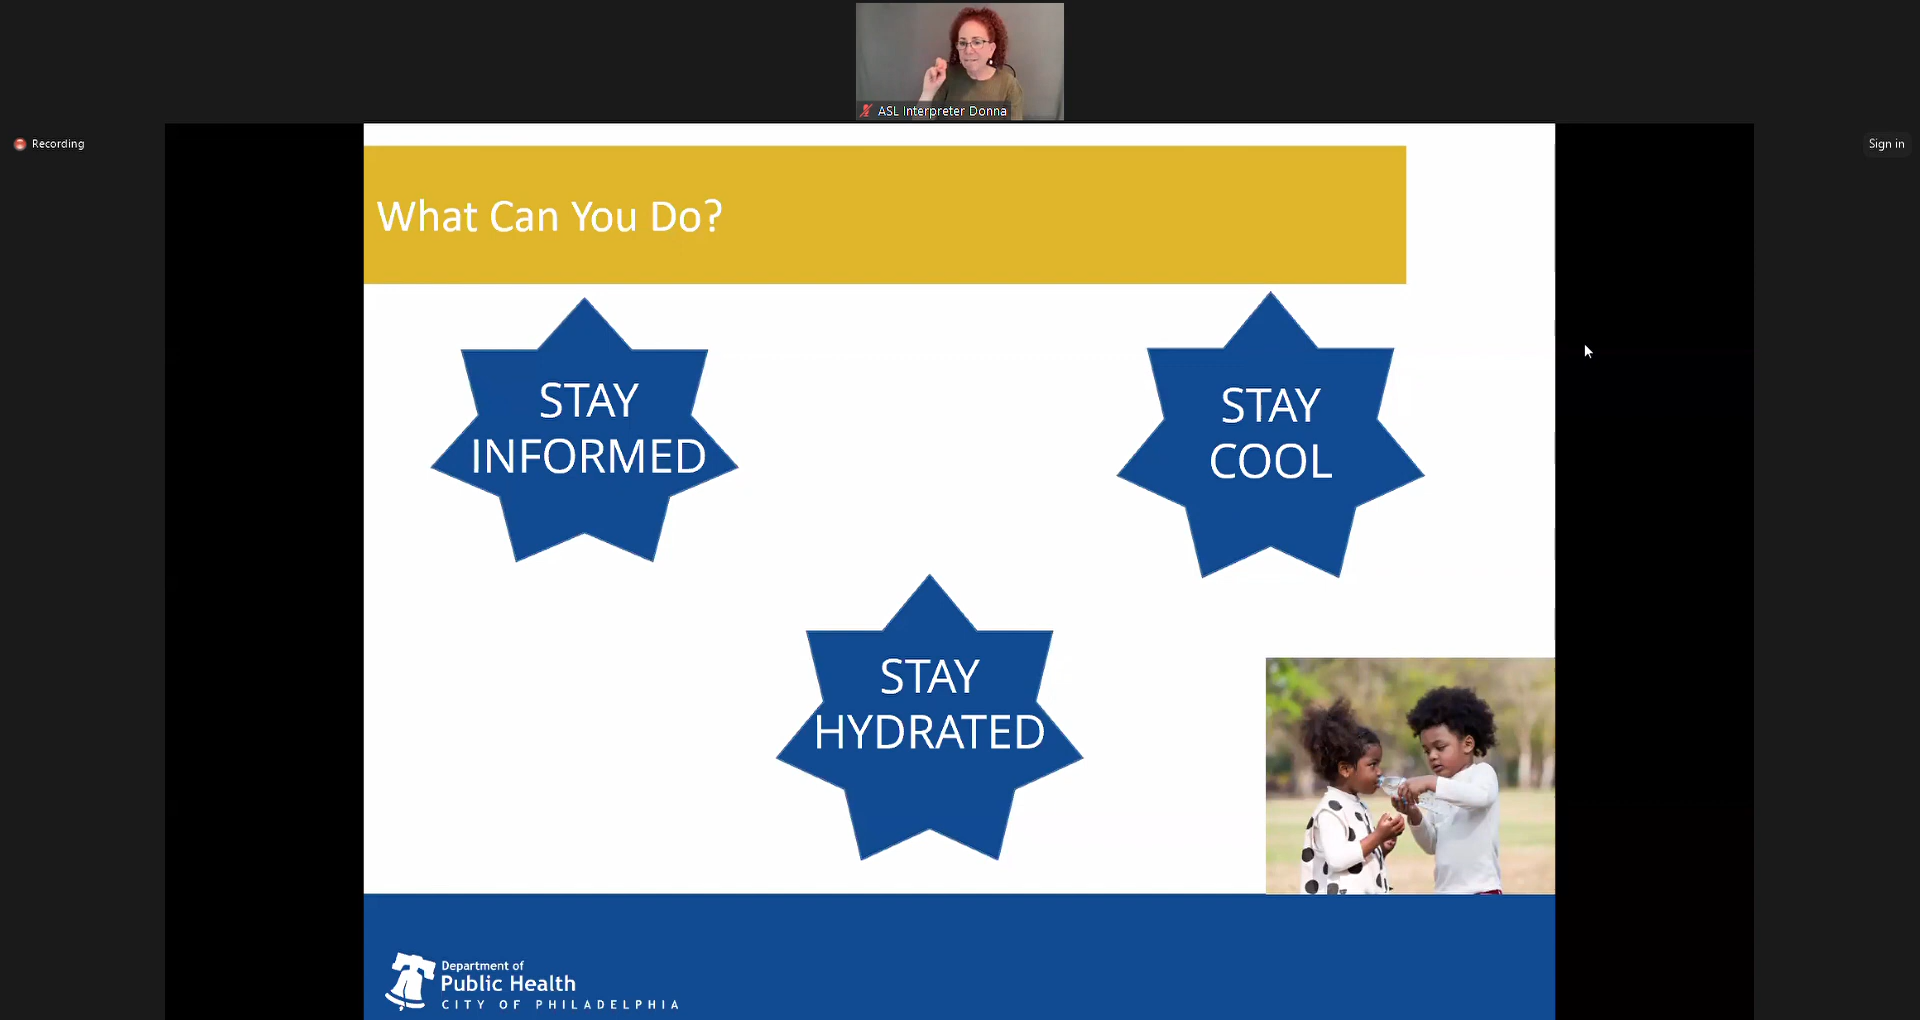 ASL Interpreter Donna
Recording
Sign in
What Can You Do?
STAY
INFORMED
STAY
COOL
STAY
HYDRATED
Department of
Public Health
CITY OF PHILADELPHIA